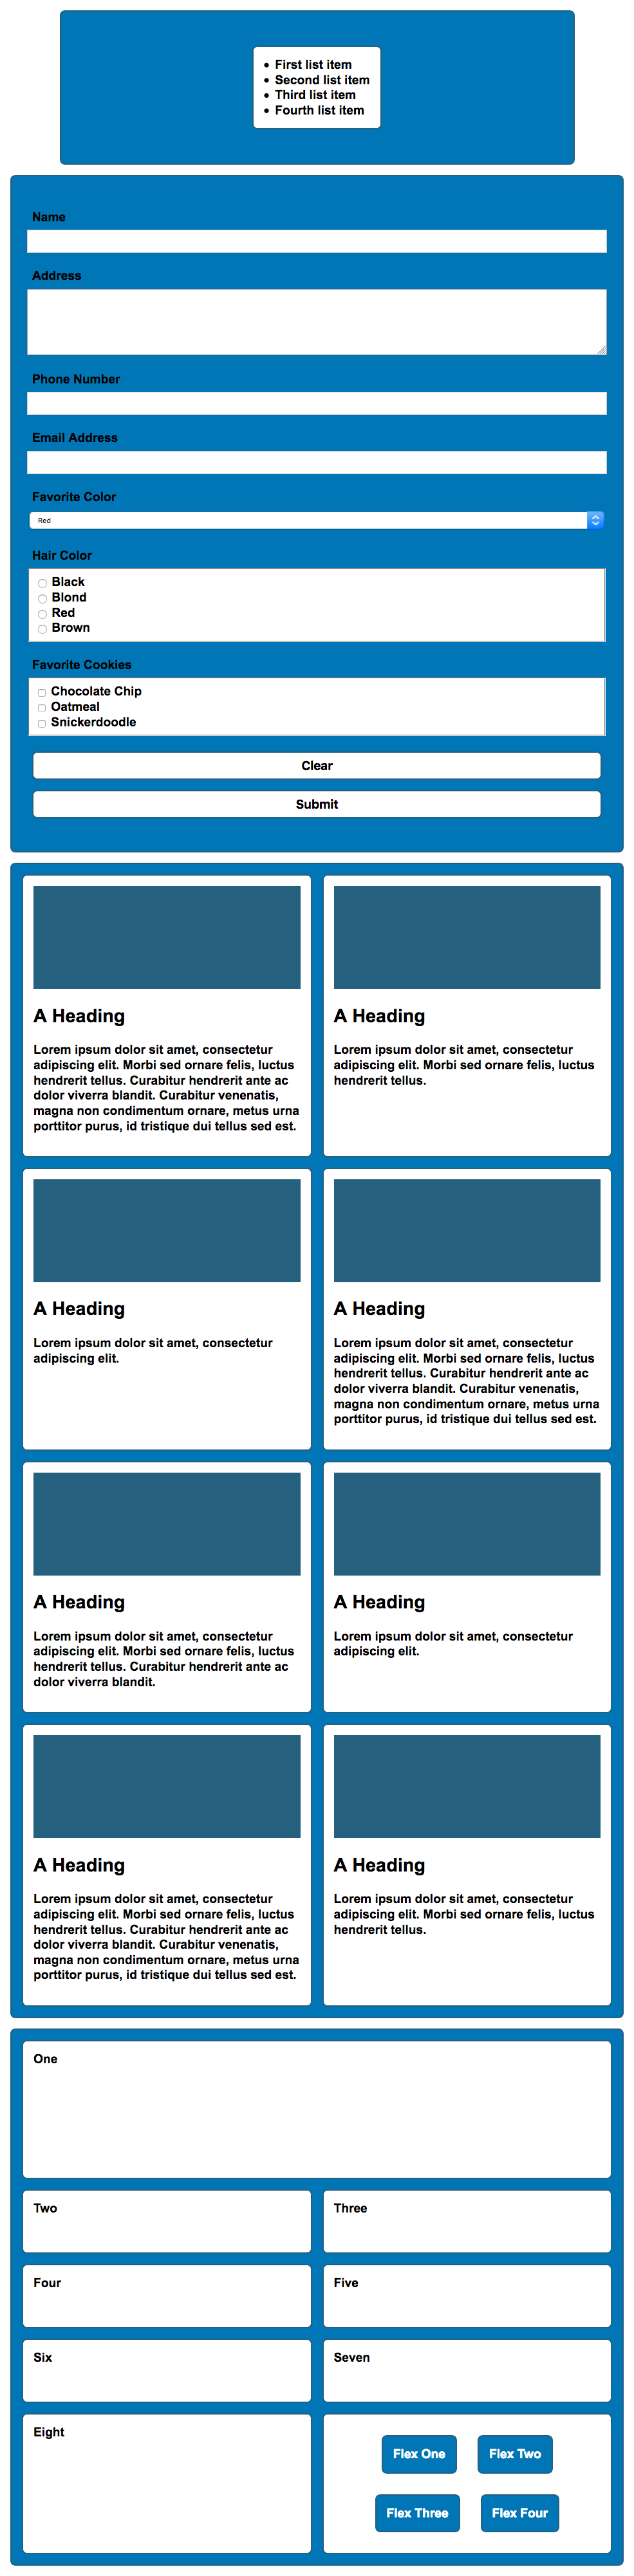 First list item
Second list item
Third list item
Fourth list item
Name
Address
Phone Number
Email Address
Favorite Color
Red
Hair Color
Black
Blond
Red
Brown
Favorite Cookies
Chocolate Chip
Oatmeal
Snickerdoodle
Clear
Submit
A Heading
Lorem ipsum dolor sit amet, consectetur
adipiscing elit. Morbi sed ornare felis, luctus
hendrerit tellus. Curabitur hendrerit ante ac
dolor viverra blandit. Curabitur venenatis,
magna non condimentum ornare, metus urna
porttitor purus, id tristique dui tellus sed est.
A Heading
Lorem ipsum dolor sit amet, consectetur
adipiscing elit. Morbi sed ornare felis, luctus
hendrerit tellus.
A Heading
Lorem ipsum dolor sit amet, consectetur
adipiscing elit.
A Heading
Lorem ipsum dolor sit amet, consectetur
adipiscing elit. Morbi sed ornare felis, luctus
hendrerit tellus. Curabitur hendrerit ante ac
dolor viverra blandit. Curabitur venenatis,
magna non condimentum ornare, metus urna
porttitor purus, id tristique dui tellus sed est.
A Heading
Lorem ipsum dolor sit amet, consectetur
adipiscing elit. Morbi sed ornare felis, luctus
hendrerit tellus. Curabitur hendrerit ante ac
dolor viverra blandit.
A Heading
Lorem ipsum dolor sit amet, consectetur
adipiscing elit.
A Heading
Lorem ipsum dolor sit amet, consectetur
adipiscing elit. Morbi sed ornare felis, luctus
hendrerit tellus. Curabitur hendrerit ante ac
dolor viverra blandit. Curabitur venenatis,
magna non condimentum ornare, metus urna
porttitor purus, id tristique dui tellus sed est.
A Heading
Lorem ipsum dolor sit amet, consectetur
adipiscing elit. Morbi sed ornare felis, luctus
hendrerit tellus.
One
Two
Three
Four
Five
Six
Seven
Eight
Flex One
Flex Two
Flex Three
Flex Four